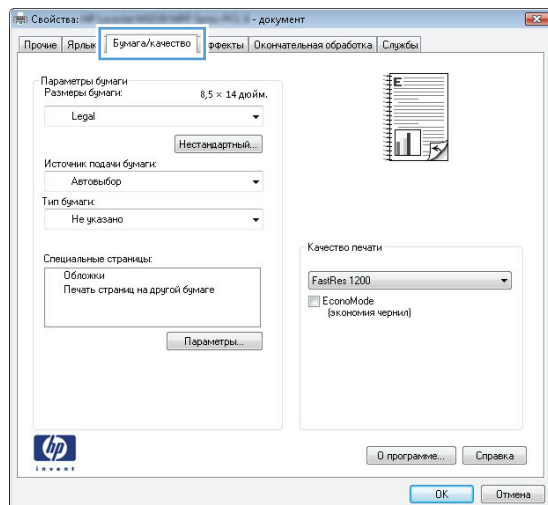 Свойства: - документ
Прочие Ярлык Бумага/качество ффекты Окончательная обработка Службы
Параметры бумаги
Размеры бумаги: 8,5 × 14 дюйм.
Legal
Нестандартный...
Источник подачи бумаги:
Автовыбор
Тип бумаги:
Не указано
Специальные страницы:
Обложки
Печать страниц на другой бумаге
Параметры...
E
Качество печати
FastRes 1200
EconoMode
(экономия чернил)
hp
invent
О программе... Справка
OK Отмена